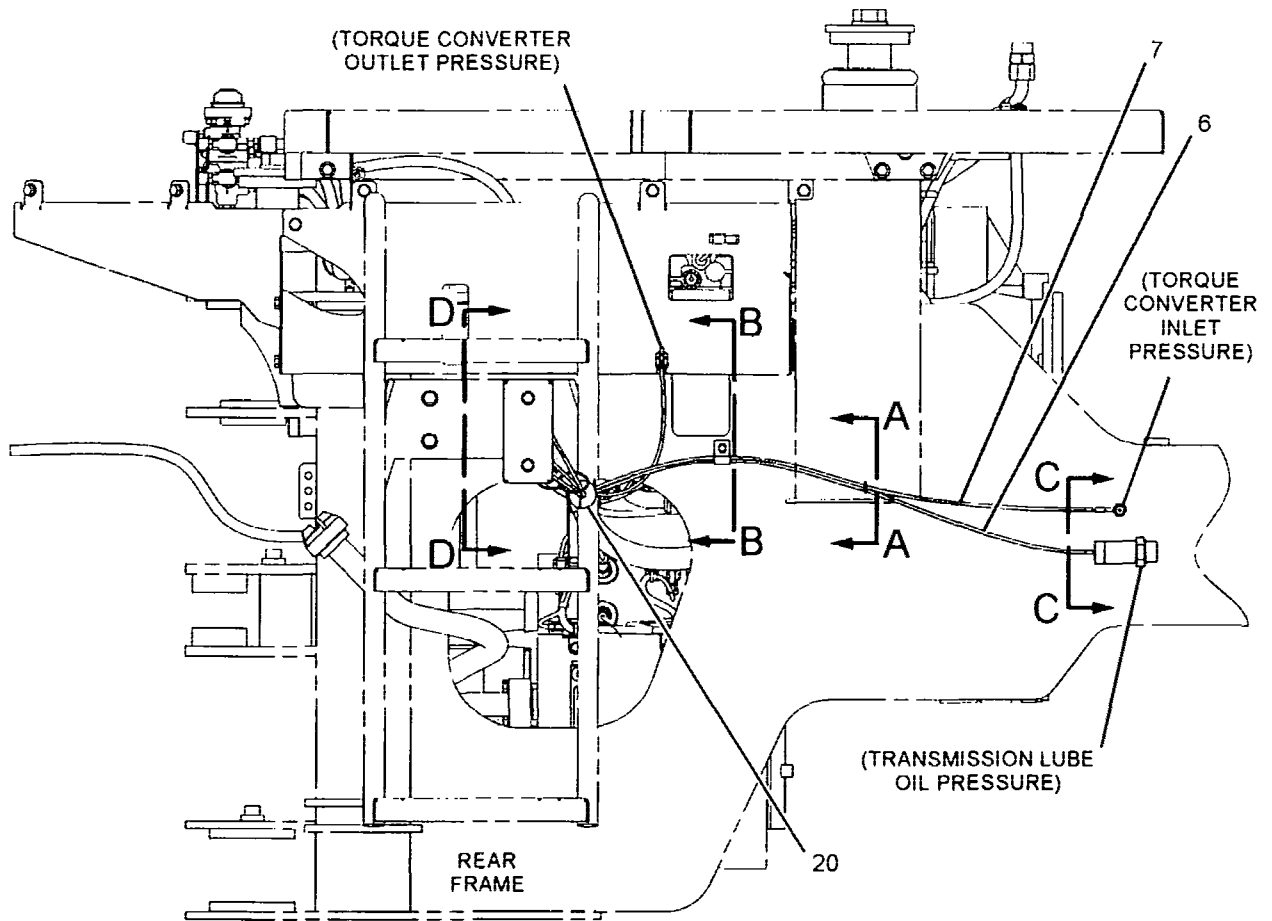 (TORQUE CONVERTER
OUTLET PRESSURE)
7
6
(TORQUE
CONVERTER
INLET
PRESSURE)
D
B
A
C
D
B
A
C
(TRANSMISSION LUBE
OIL PRESSURE)
20
REAR
FRAME